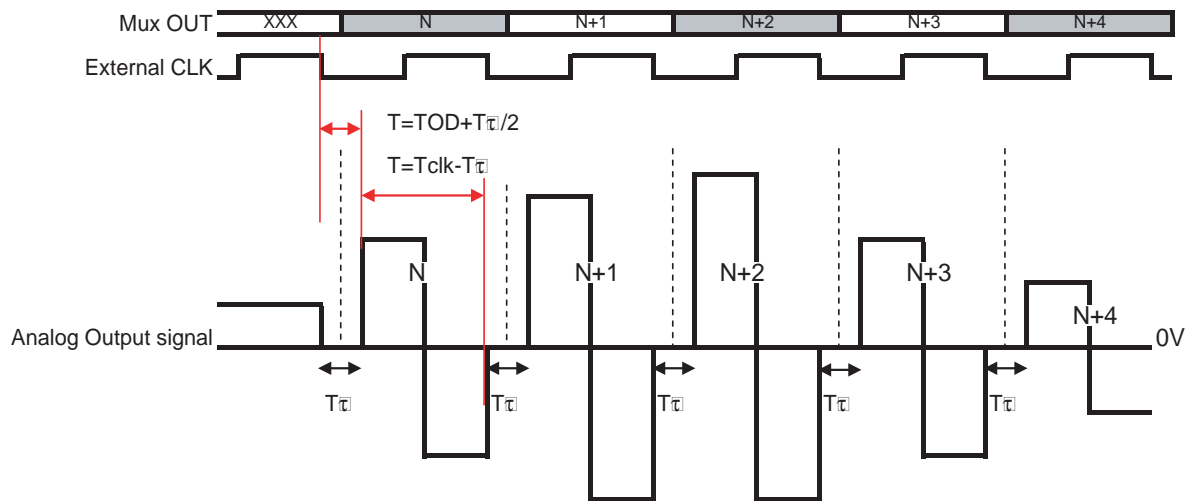 Mux OUT XXX N N+1 N+2 N+3 N+4
External CLK
T=TOD+Tτ/2
T=Tclk-Tτ
N N+1 N+2 N+3
N+4
Analog Output signal 0V
Tτ Tτ Tτ Tτ Tτ